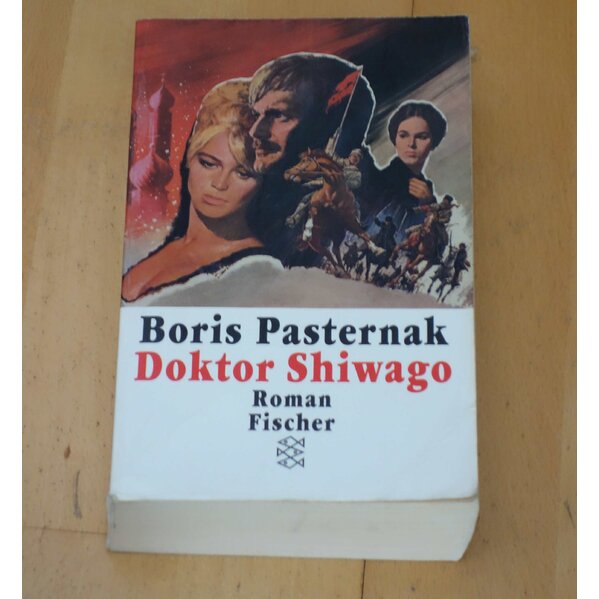 Boris Pasternak
Doktor Shiwago
Roman
Fischer